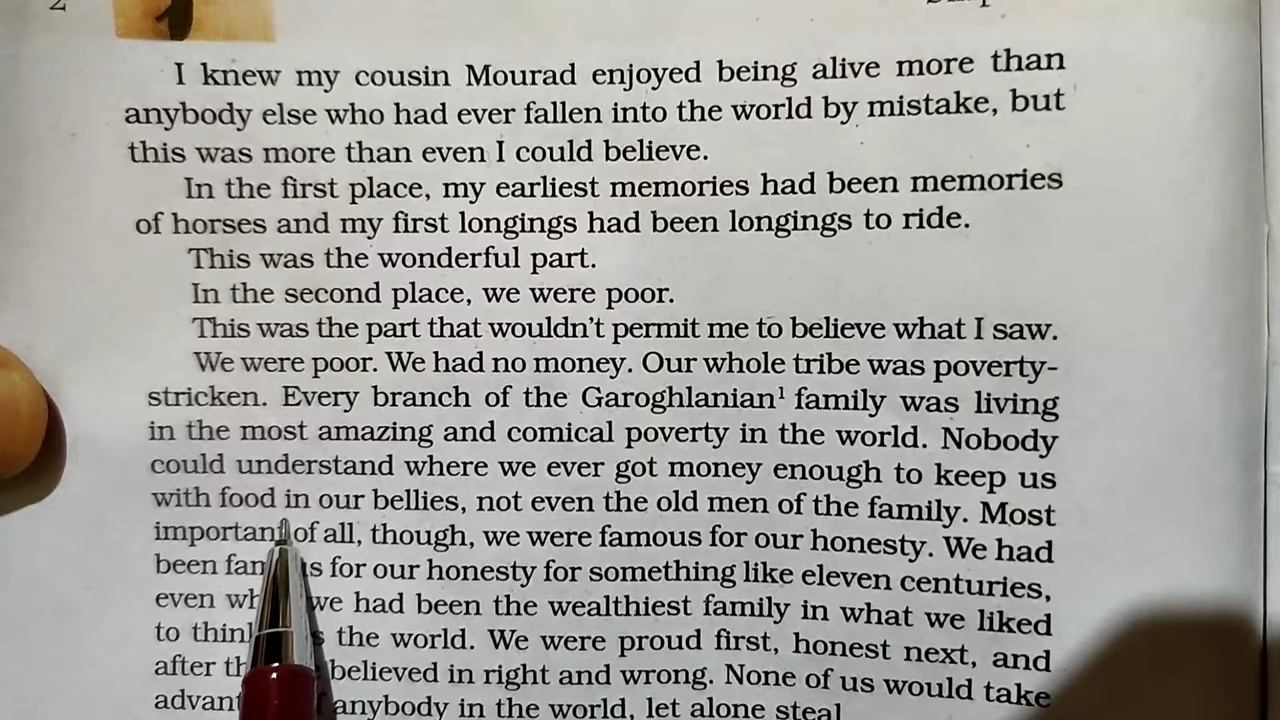 2
I knew my cousin Mourad enjoyed being alive more than
anybody else who had ever fallen into the world by mistake, but
this was more than even I could believe.
In the first place, my earliest memories had been memories
of horses and my first longings had been longings to ride.
This was the wonderful part.
In the second place, we were poor.
This was the part that wouldn't permit me to believe what I saw.
We were poor. We had no money. Our whole tribe was poverty-
stricken. Every branch of the Garoghlanian¹ family was living
in the most amazing and comical poverty in the world. Nobody
could understand where we ever got money enough to keep us
with food in our bellies, not even the old men of the family. Most
important of all, though, we were famous for our honesty. We had
been for our honesty for something like eleven centuries,
even we had been the wealthiest family in what we liked
to the world. We were proud first, honest next, and
after believed in right and wrong. None of us would take
anybody in the world, let alone steal